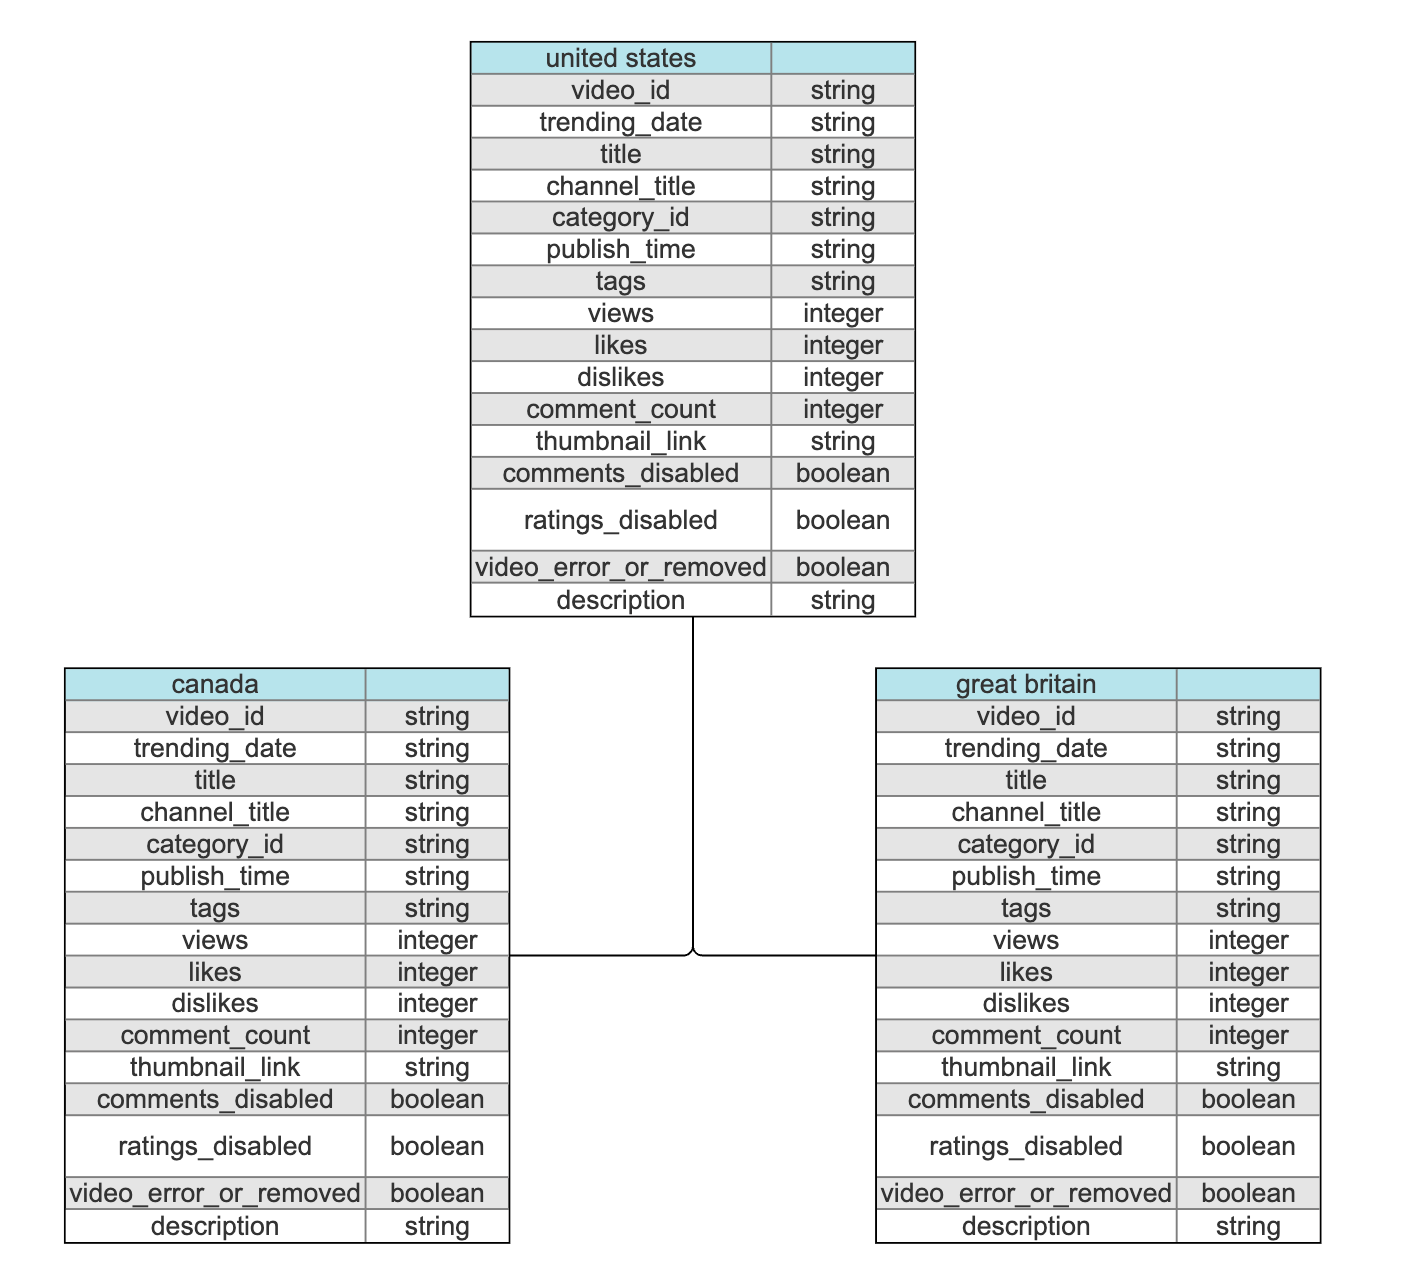 united states
video_id string
trending_date string
title string
channel_title string
category_id string
publish_time string
tags string
views integer
likes integer
dislikes integer
comment_count integer
thumbnail_link string
comments_disabled boolean
ratings_disabled boolean
video_error_or_removed boolean
description string
canada
video_id string
trending_date string
title string
channel_title string
category_id string
publish_time string
tags string
views integer
likes integer
dislikes integer
comment_count integer
thumbnail_link string
comments_disabled boolean
ratings_disabled boolean
video_error_or_removed boolean
description string
great britain
video_id string
trending_date string
title string
channel_title string
category_id string
publish_time string
tags string
views integer
likes integer
dislikes integer
comment_count integer
thumbnail_link string
comments_disabled boolean
ratings_disabled boolean
video_error_or_removed boolean
description string